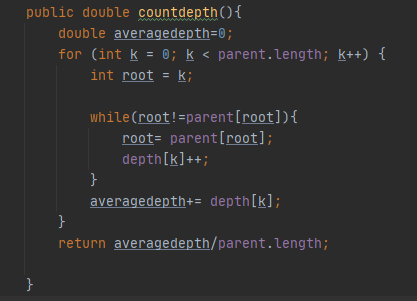 public double countdepth(){
double averagedepth=0;
for (int k = 0; k < parent.length; k++) {
int root = k;
while(root!=parent[root]){
root= parent[root];
depth[k]++;
}
averagedepth+= depth[k];
}
return averagedepth/parent.length;
}